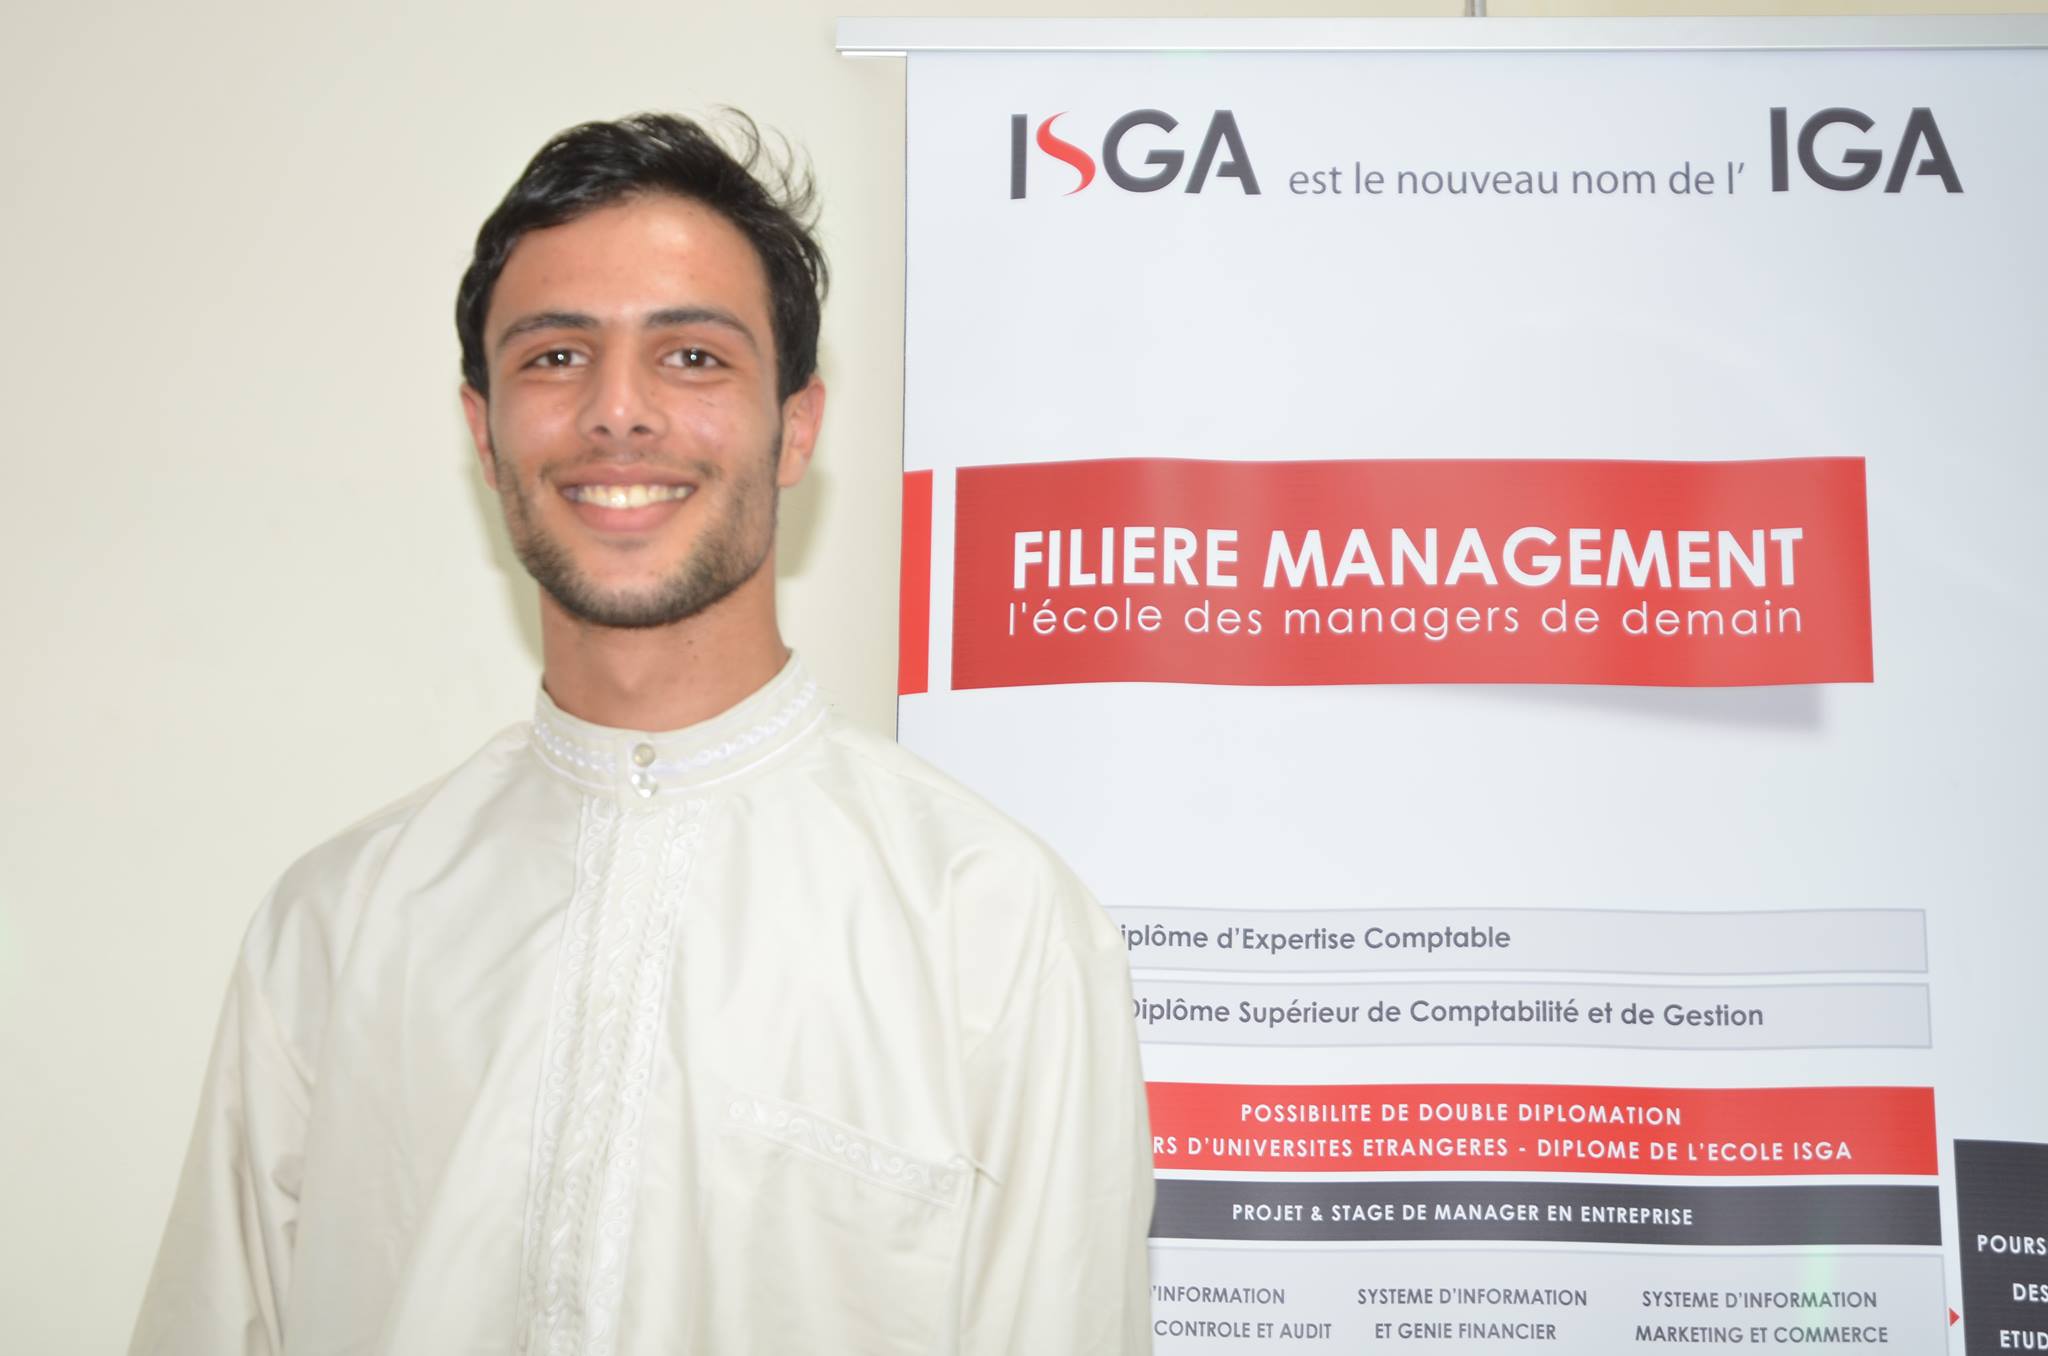 ISGA est le nouveau nom de l' IGA
FILIERE MANAGEMENT
l'école des managers de demain
iplôme d'Expertise Comptable
Diplôme Supérieur de Comptabilité et de Gestion
POSSIBILITE DE DOUBLE DIPLOMATION
RS D'UNIVERSITES ETRANGERES - DIPLOME DE L'ECOLE ISGA
PROJET & STAGE DE MANAGER EN ENTREPRISE
'INFORMATION
CONTROLE ET AUDIT
SYSTEME D'INFORMATION
ET GENIE FINANCIER
SYSTEME D'INFORMATION
MARKETING ET COMMERCE
POURS
DES
ETUD